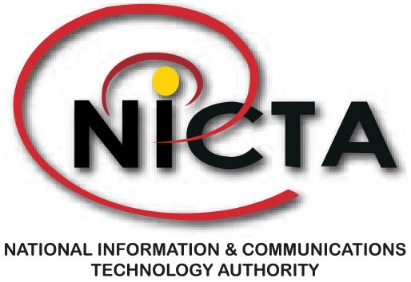 NiCTA
NATIONAL INFORMATION & COMMUNICATIONS
TECHNOLOGY AUTHORITY